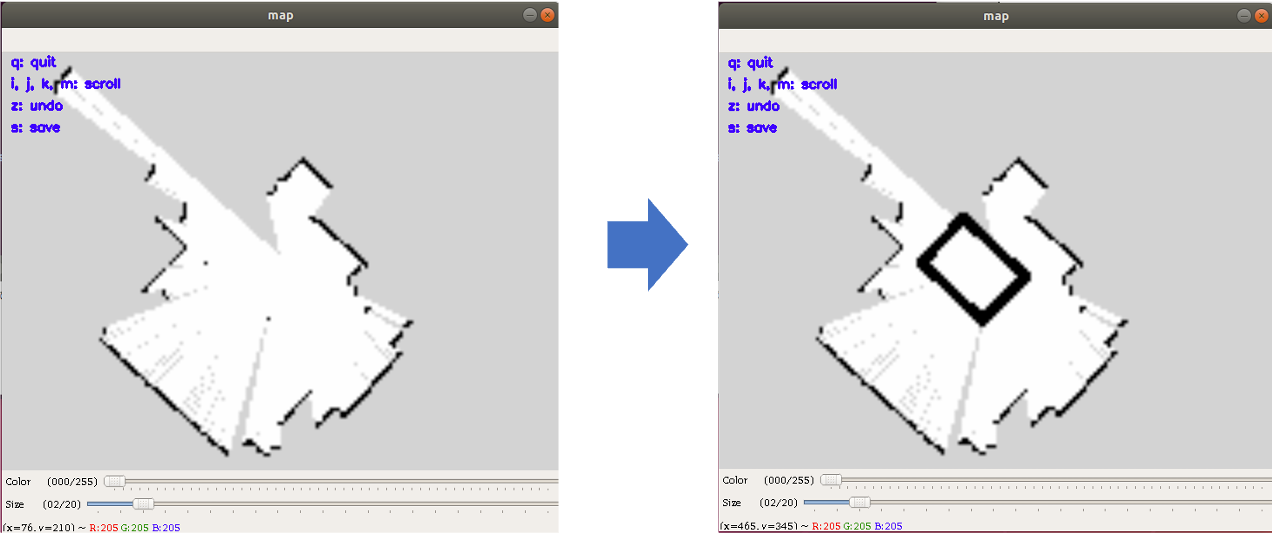 map
q: quit
i, j, k, m: scroll
z: undo
s: save
Color (000/255)
Size (02/20)
(x=76, y=210) ~ R:205 G:205 B:205
map
q: quit
i, j, k, m: scroll
z: undo
s: save
Color (000/255)
Size (02/20)
(x=465, y=345) ~ R:205 G:205 B:205